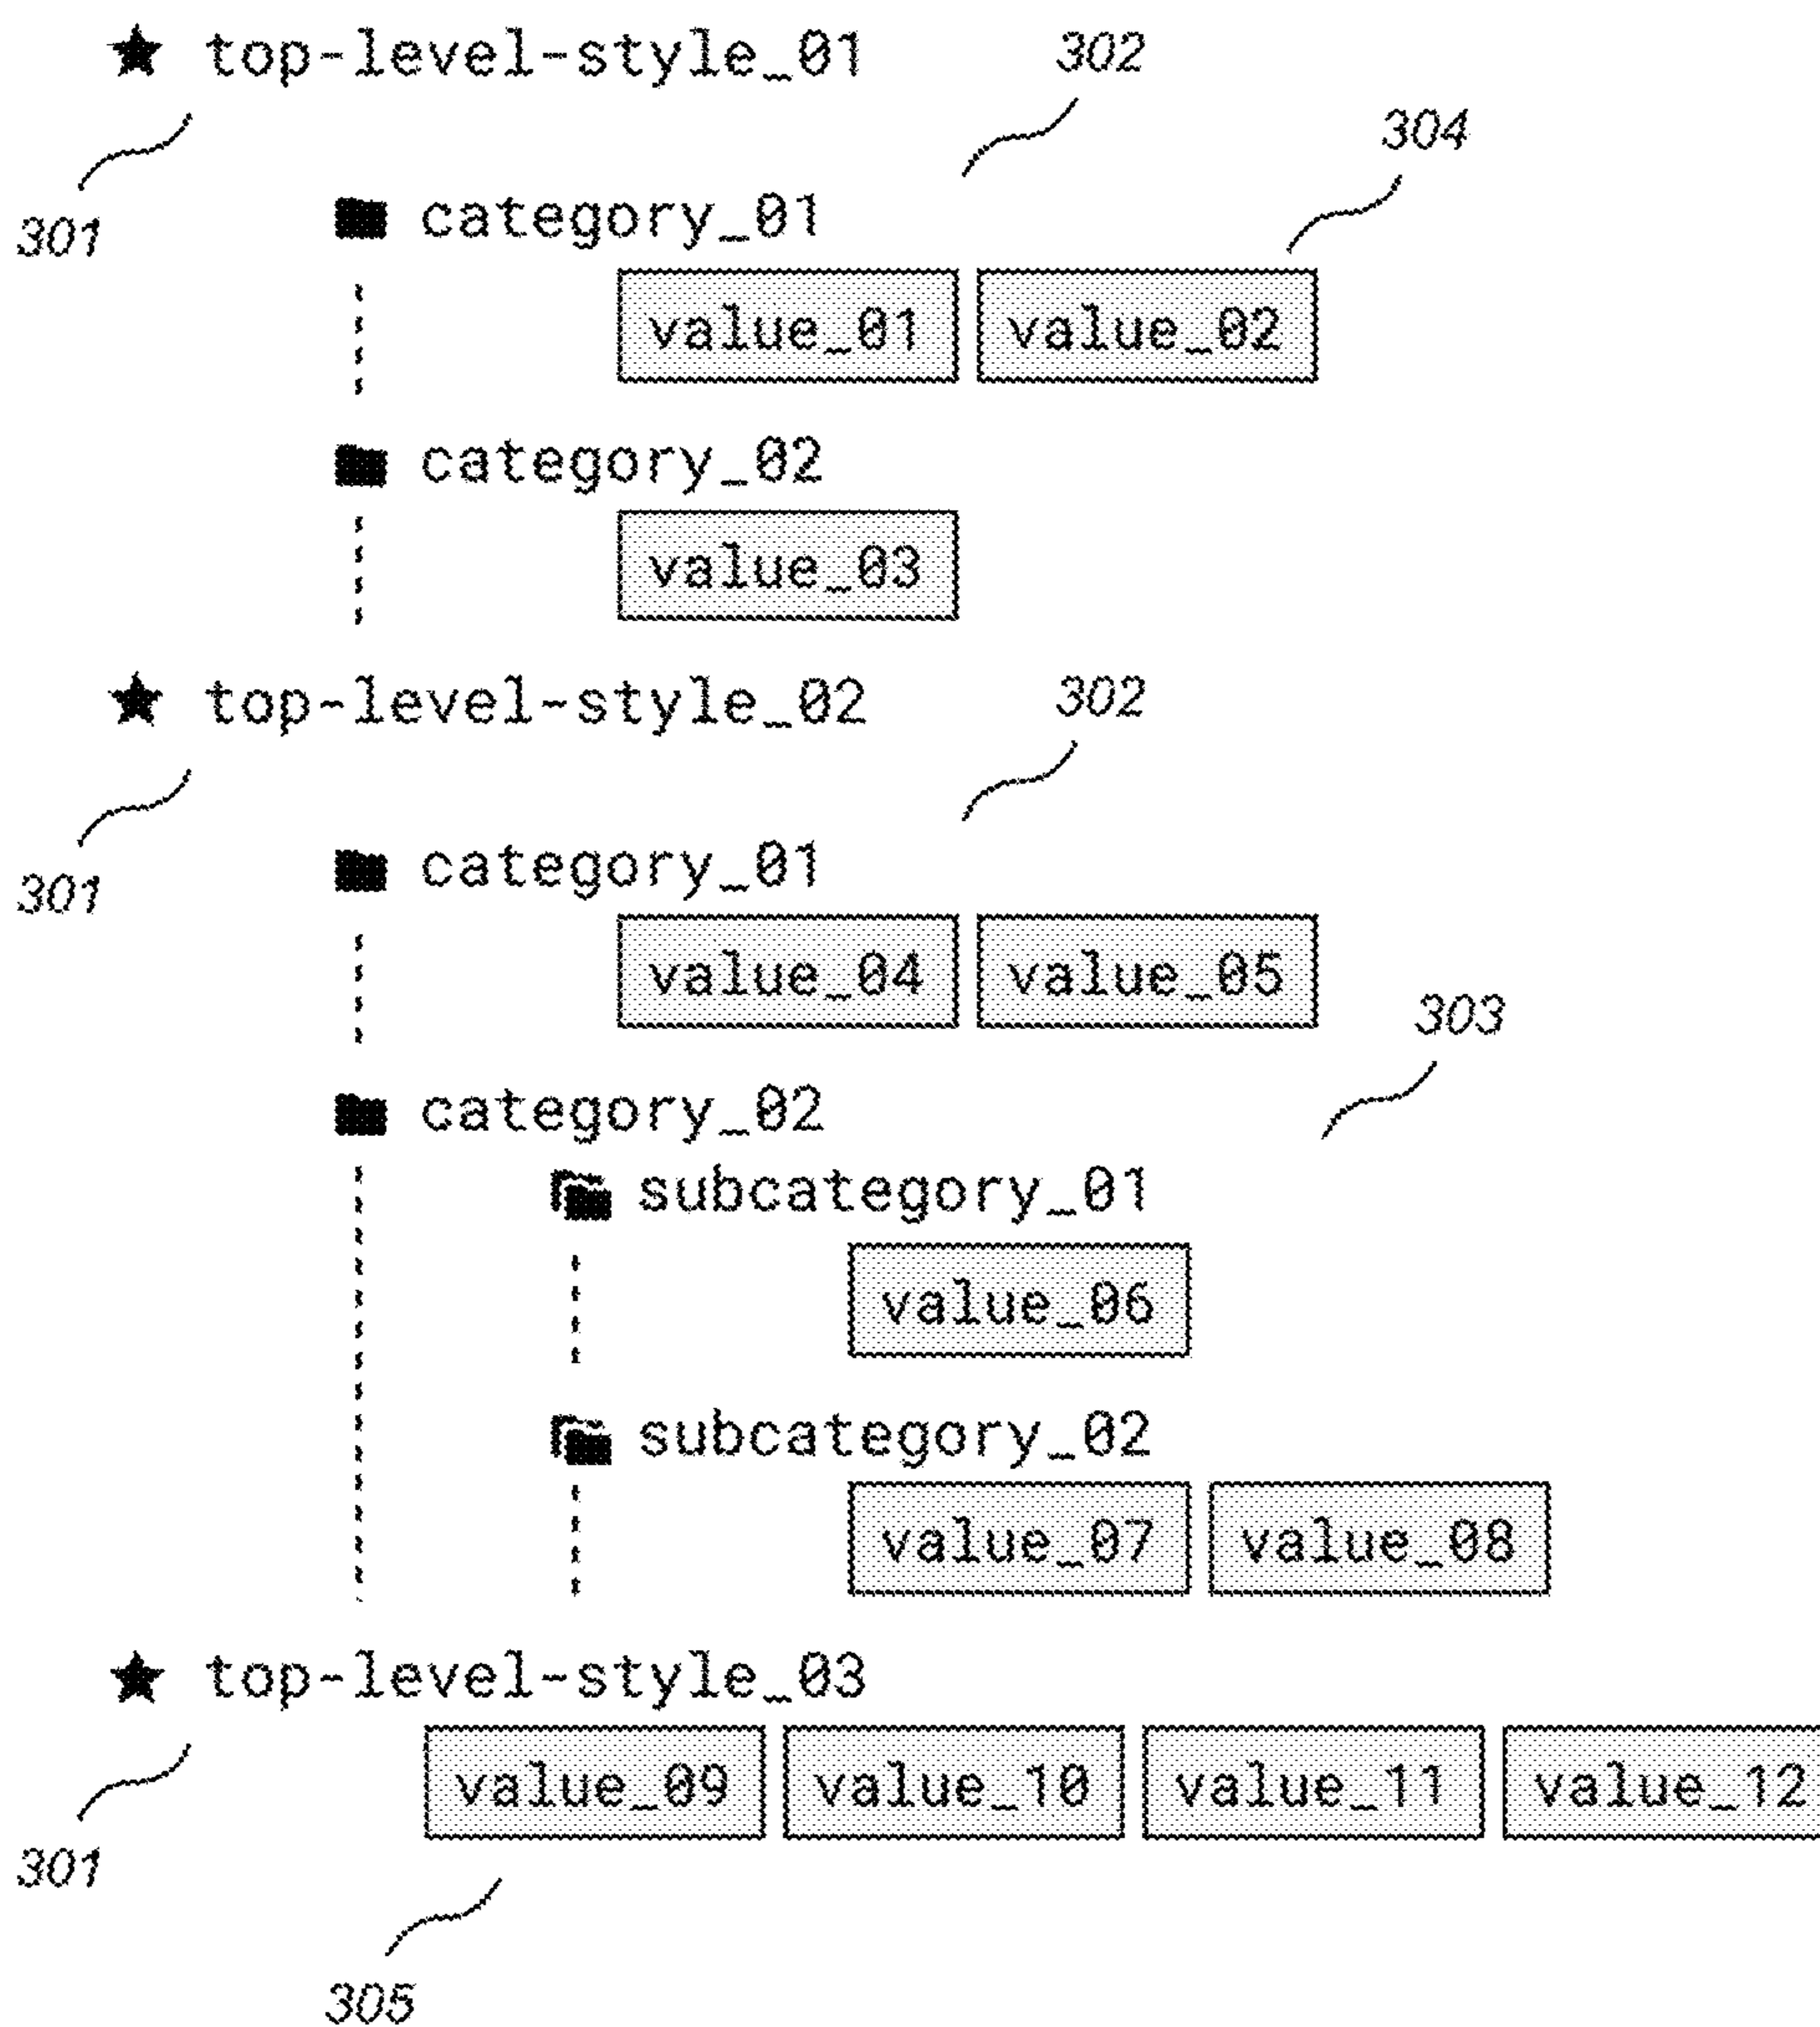 ★ top-level-style_01
302
304
301
category_01
value_01 value_02
category_02
value_03
★ top-level-style_02
302
301
category_01
value_04 value_05
303
category_02
subcategory_01
value_06
subcategory_02
value_07 value_08
★ top-level-style_03
value_09 value_10 value_11 value_12
301
305